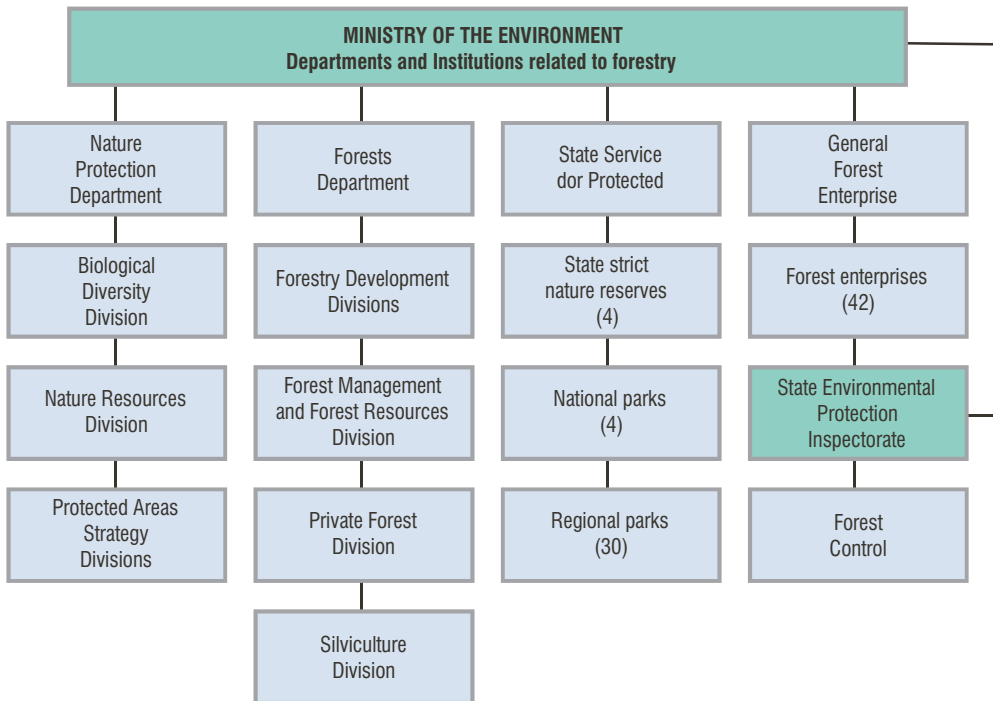 MINISTRY OF THE ENVIRONMENT
Departments and Institutions related to forestry
Nature
Protection
Department
Biological
Diversity
Division
Nature Resources
Division
Protected Areas
Strategy
Divisions
Forests
Department
Forestry Development
Divisions
Forest Management
and Forest Resources
Division
Private Forest
Division
Silviculture
Division
State Service
dor Protected
State strict
nature reserves
(4)
National parks
(4)
Regional parks
(30)
General
Forest
Enterprise
Forest enterprises
(42)
State Environmental
Protection
Inspectorate
Forest
Control